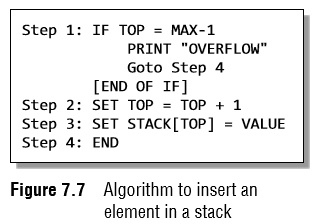 Step 1: IF TOP = MAX-1
PRINT "OVERFLOW"
Goto Step 4
[END OF IF]
Step 2: SET TOP = TOP + 1
Step 3: SET STACK[TOP] = VALUE
Step 4: END
Figure 7.7 Algorithm to insert an
element in a stack